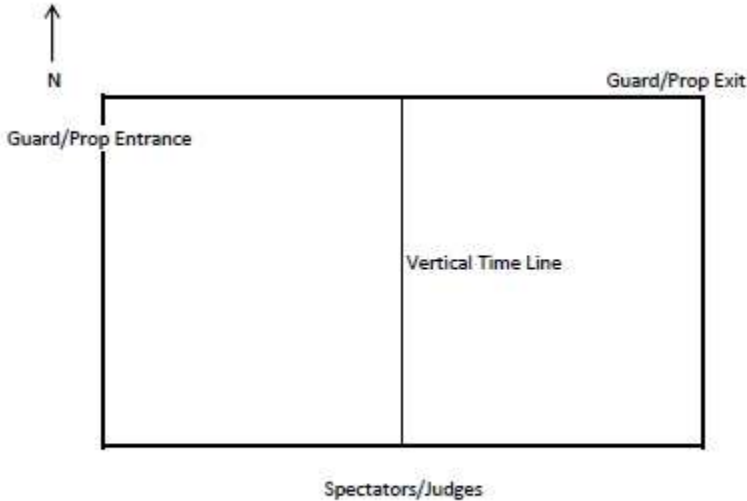 N
Guard/Prop Exit
Guard/Prop Entrance
Vertical Time Line
Spectators/Judges